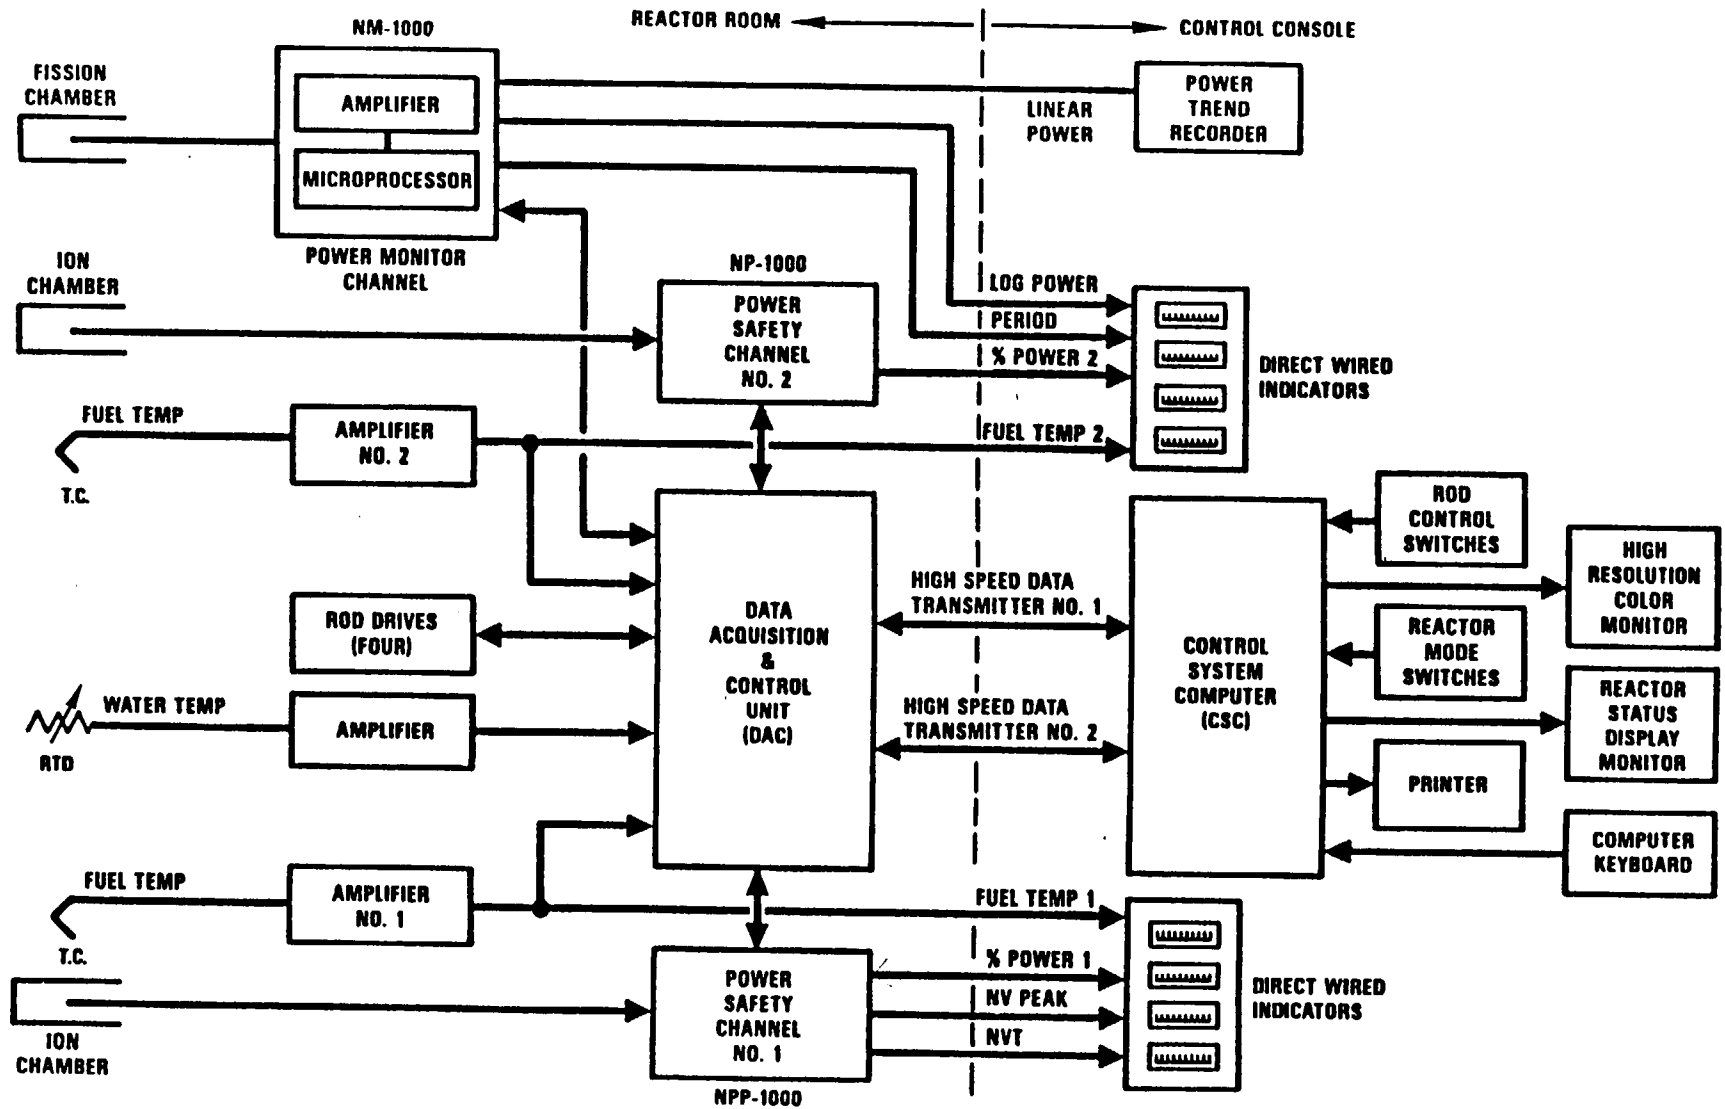 REACTOR ROOM
CONTROL CONSOLE
NM-1000
FISSION
CHAMBER
AMPLIFIER
MICROPROCESSOR
POWER MONITOR
CHANNEL
LINEAR
POWER
POWER
TREND
RECORDER
ION
CHAMBER
NP-1000
POWER
SAFETY
CHANNEL
NO. 2
LOG POWER
PERIOD
% POWER 2
FUEL TEMP 2
DIRECT WIRED
INDICATORS
FUEL TEMP
T.C.
AMPLIFIER
NO. 2
ROD DRIVES
(FOUR)
WATER TEMP
RTD
AMPLIFIER
DATA
ACQUISITION
&
CONTROL
UNIT
(DAC)
HIGH SPEED DATA
TRANSMITTER NO. 1
HIGH SPEED DATA
TRANSMITTER NO. 2
CONTROL
SYSTEM
COMPUTER
(CSC)
ROD
CONTROL
SWITCHES
HIGH
RESOLUTION
COLOR
MONITOR
REACTOR
MODE
SWITCHES
REACTOR
STATUS
DISPLAY
MONITOR
PRINTER
COMPUTER
KEYBOARD
FUEL TEMP
T.C.
AMPLIFIER
NO. 1
FUEL TEMP 1
% POWER 1
NV PEAK
NVT
DIRECT WIRED
INDICATORS
ION
CHAMBER
POWER
SAFETY
CHANNEL
NO. 1
NPP-1000